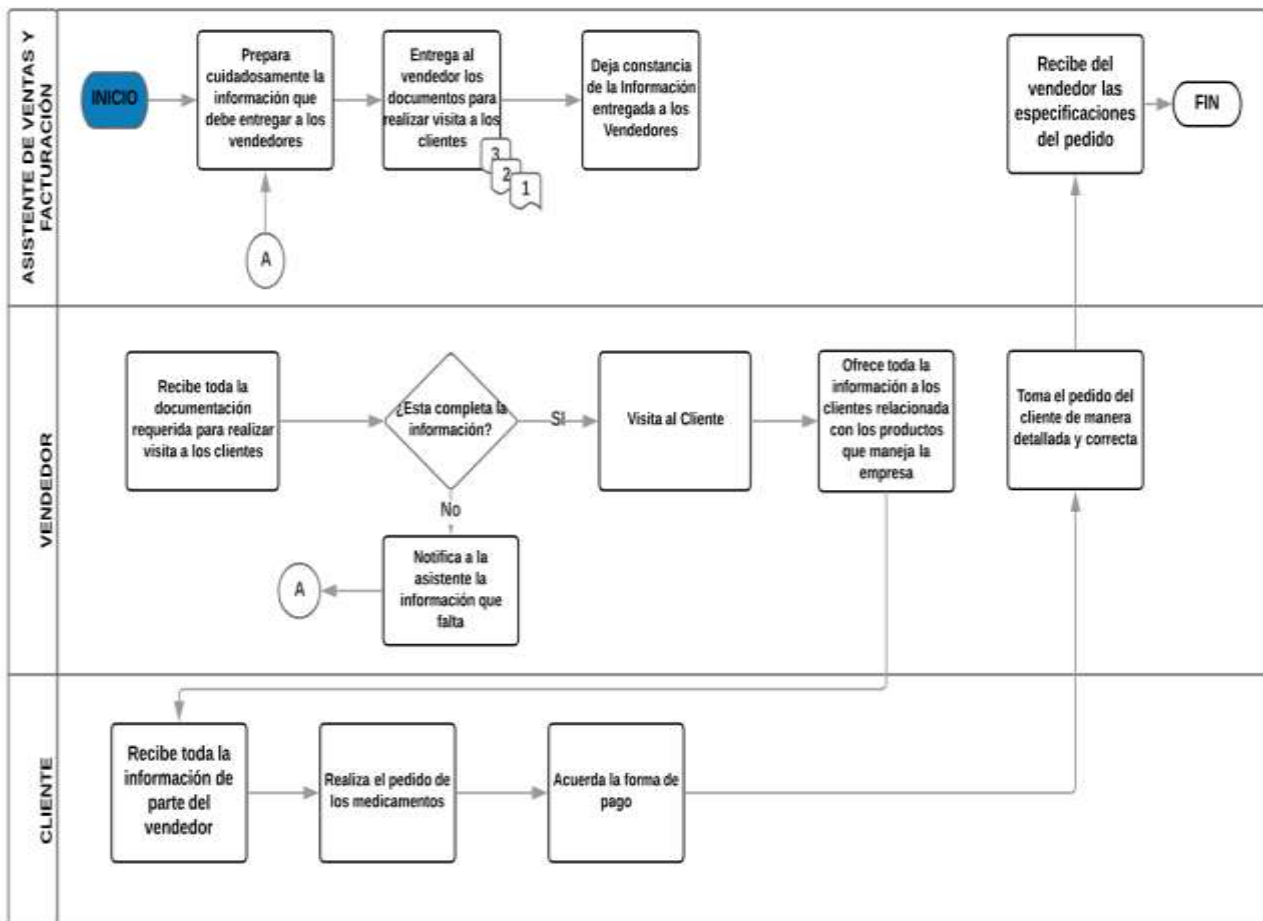 ASISTENTE DE VENTAS Y
FACTURACIÓN
INICIO
Prepara
cuidadosamente la
información que
debe entregar a los
vendedores
Entrega al
vendedor los
documentos para
realizar visita a los
clientes
3
2
1
Deja constancia
de la Información
entregada a los
Vendedores
Recibe del
vendedor las
especificaciones
del pedido
FIN
A
VENDEDOR
Recibe toda la
documentación
requerida para realizar
visita a los clientes
¿Esta completa la
información?
SI
Visita al Cliente
Ofrece toda la
información a los
clientes relacionada
con los productos
que maneja la
empresa
Toma el pedido del
cliente de manera
detallada y correcta
No
Notifica a la
asistente la
información que
falta
A
CLIENTE
Recibe toda la
información de
parte del
vendedor
Realiza el pedido de
los medicamentos
Acuerda la forma de
pago